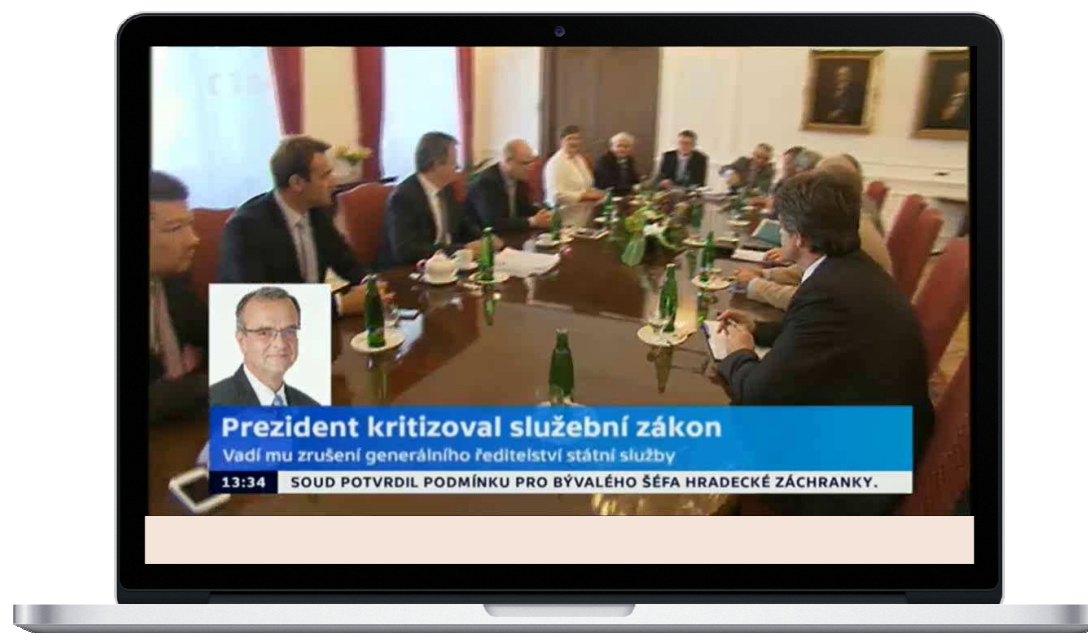 Prezident kritizoval služební zákon
Vadí mu zrušení generálního ředitelství státní služby
13:34 SOUD POTVRDIL PODMÍNKU PRO BÝVALÉHO ŠÉFA HRADECKÉ ZÁCHRANKY.